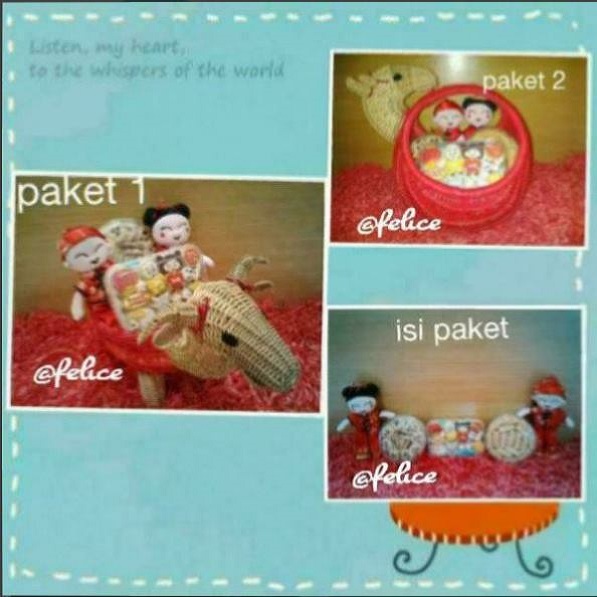 Listen, my heart,
to the whispers of the world
paket 2
@felice
paket 1
@felice
isi paket
@felice